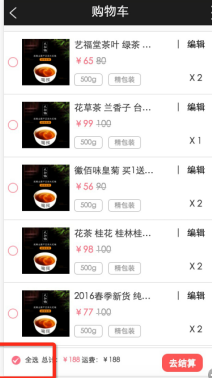 购物车
艺福堂茶叶 绿茶 ...
编辑
￥65 80
500g 精包装
X 2
花草茶 兰香子 台...
编辑
￥99 100
500g 精包装
X 1
徽佰味皇菊 买1送...
编辑
￥56 90
500g 精包装
X 2
花茶 桂花 桂林桂...
编辑
￥98 100
500g 精包装
X 2
2016春季新货 纯...
编辑
￥77 100
500g 精包装
X 2
全选 总计：￥188 运费：￥188
去结算